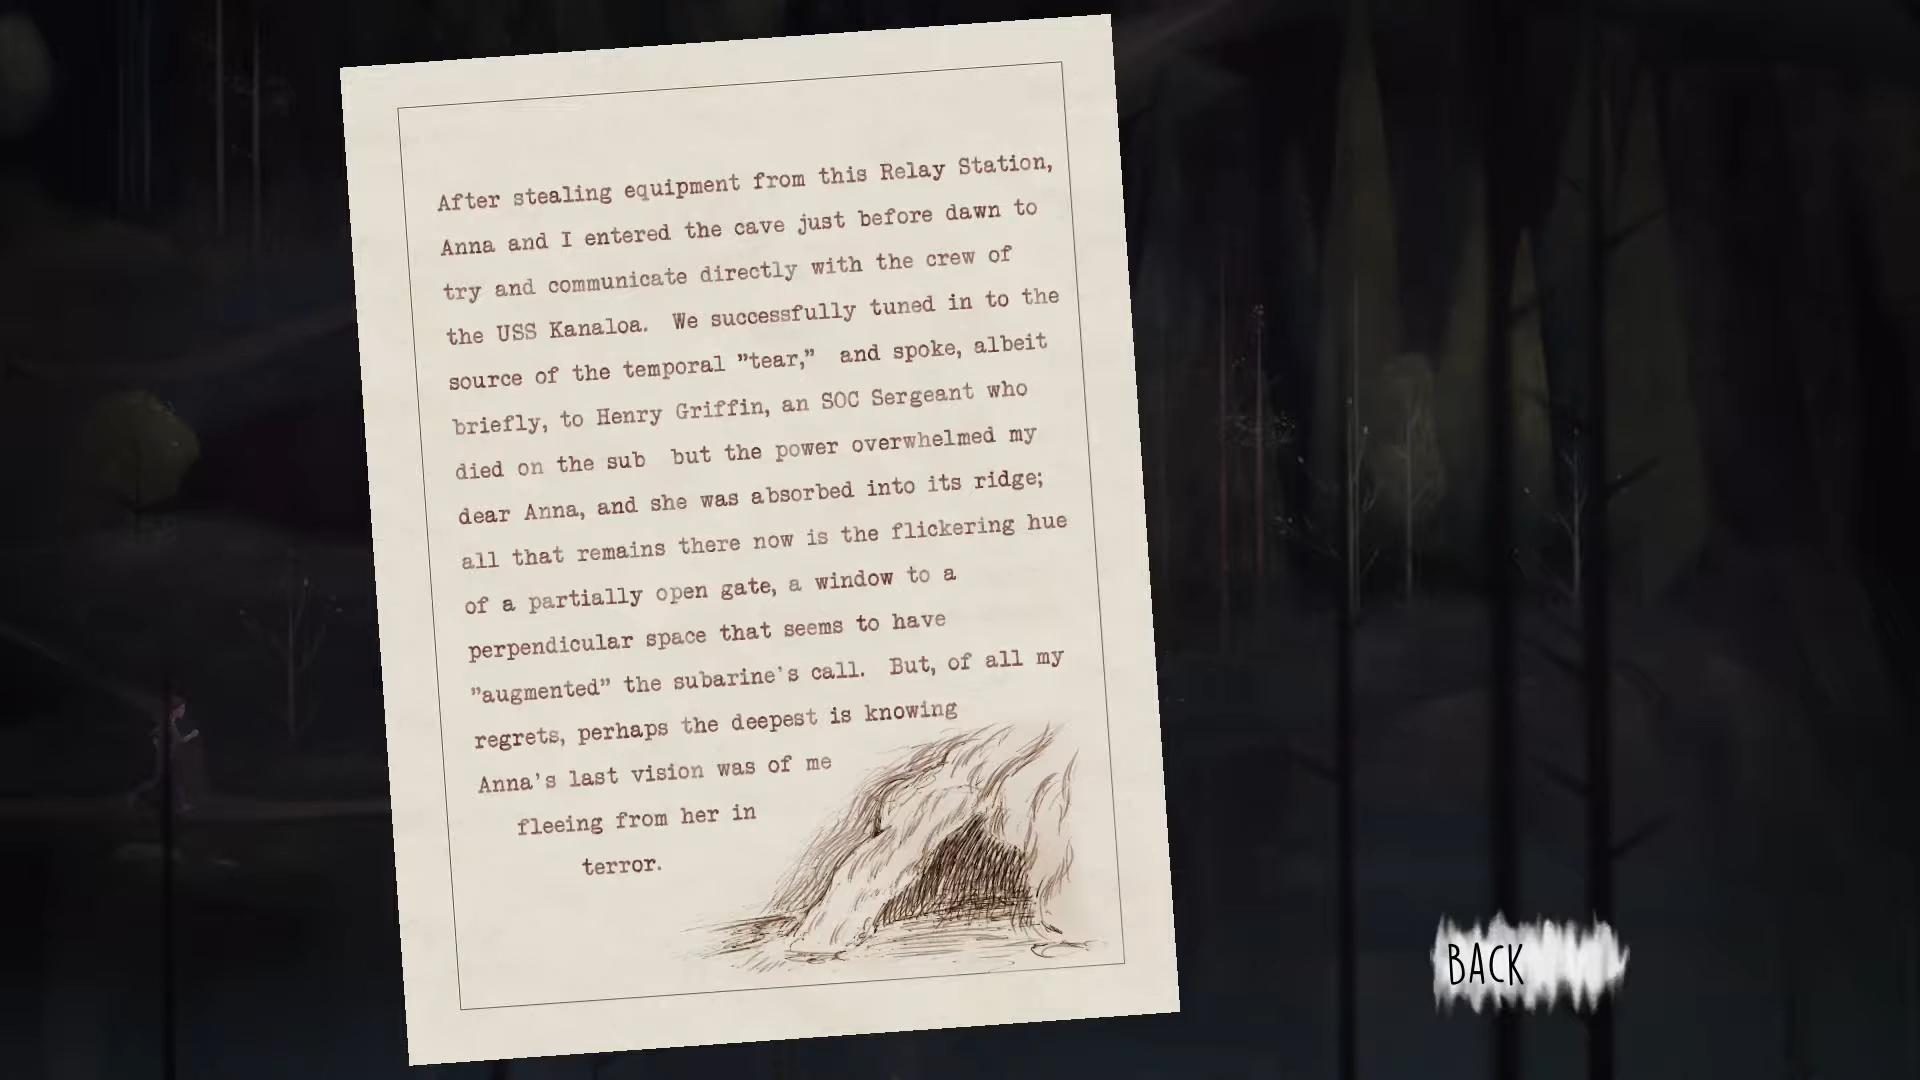 After stealing equipment from this Relay Station,
Anna and I entered the cave just before dawn to
try and communicate directly with the crew of
the USS Kanaloa.  We successfully tuned in to the
source of the temporal ”tear,”  and spoke, albeit
briefly, to Henry Griffin, an SOC Sergeant who
died on the sub  but the power overwhelmed my
dear Anna, and she was absorbed into its ridge;
all that remains there now is the flickering hue
of a partially open gate, a window to a
perpendicular space that seems to have
”augmented” the subarine's call.  But, of all my
regrets, perhaps the deepest is knowing
Anna's last vision was of me
fleeing from her in
terror.
BACK